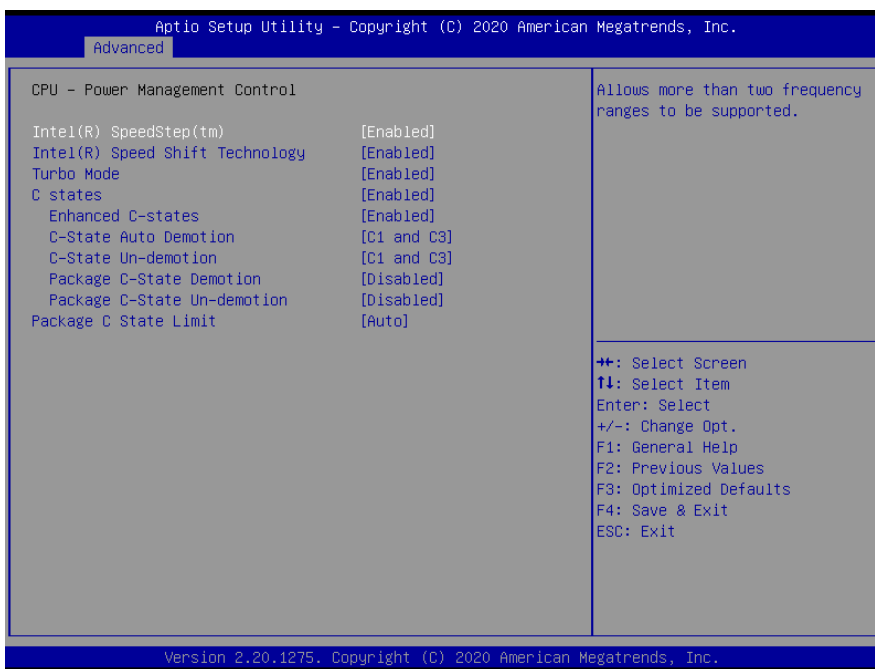 Aptio Setup Utility – Copyright (C) 2020 American Megatrends, Inc.
Advanced
CPU – Power Management Control
Intel(R) SpeedStep(tm) [Enabled]
Intel(R) Speed Shift Technology [Enabled]
Turbo Mode [Enabled]
C states [Enabled]
Enhanced C-states [Enabled]
C-State Auto Demotion [C1 and C3]
C-State Un-demotion [C1 and C3]
Package C-State Demotion [Disabled]
Package C-State Un-demotion [Disabled]
Package C State Limit [Auto]
Allows more than two frequency
ranges to be supported.
→←: Select Screen
↑↓: Select Item
Enter: Select
+/-: Change Opt.
F1: General Help
F2: Previous Values
F3: Optimized Defaults
F4: Save & Exit
ESC: Exit
Version 2.20.1275. Copyright (C) 2020 American Megatrends, Inc.